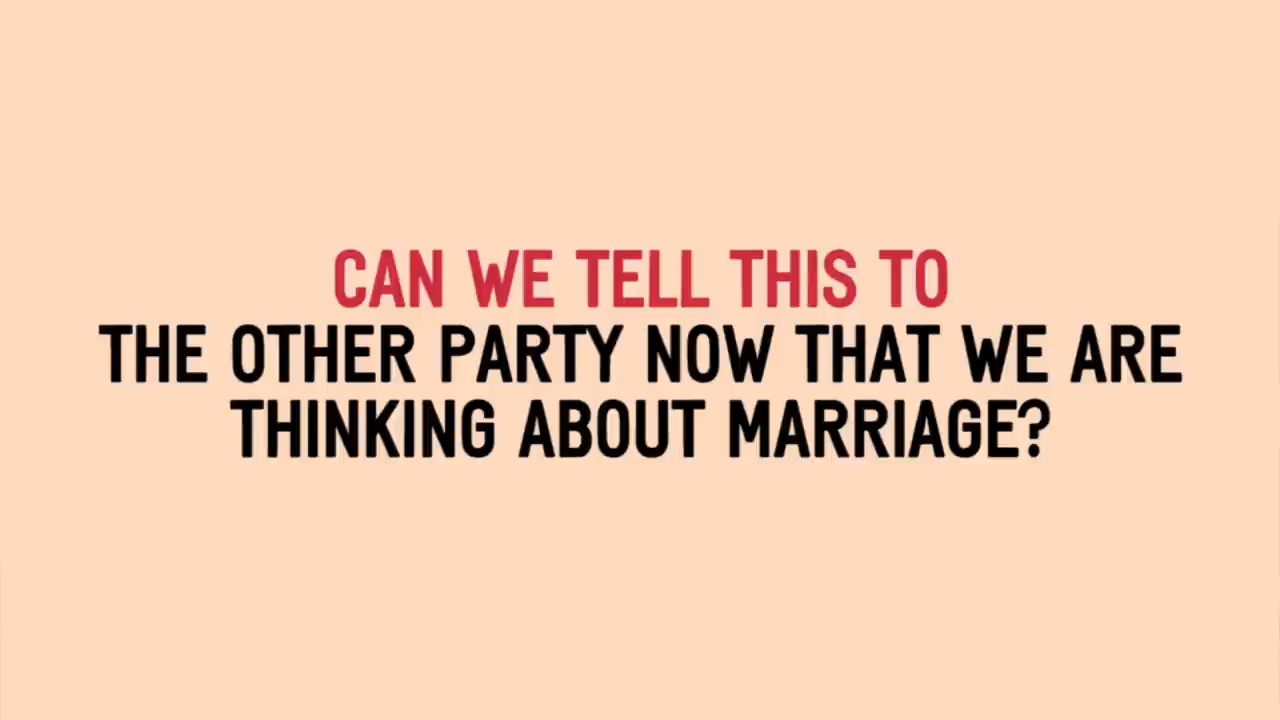 CAN WE TELL THIS TO
THE OTHER PARTY NOW THAT WE ARE
THINKING ABOUT MARRIAGE?